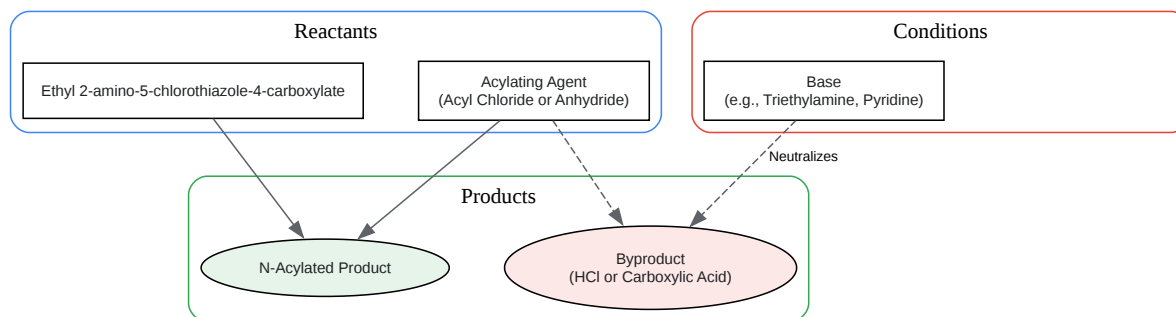 Reactants
Conditions
Ethyl 2-amino-5-chlorothiazole-4-carboxylate
Acylating Agent
(Acyl Chloride or Anhydride)
Base
(e.g., Triethylamine, Pyridine)
Neutralizes
Products
N-Acylated Product
Byproduct
(HCl or Carboxylic Acid)